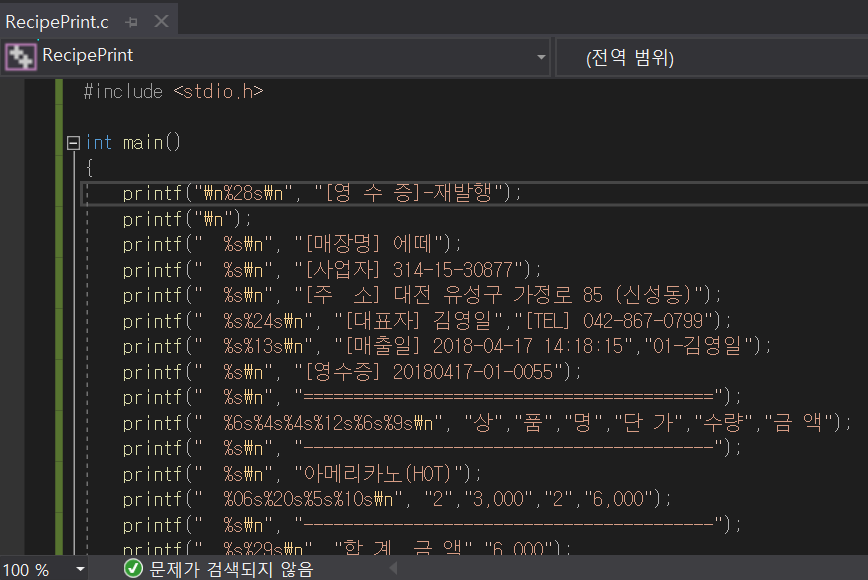 RecipePrint.c
RecipePrint (전역 범위)
#include <stdio.h>
int main()
{
printf("₩n%28s₩n", "[영 수 증]-재발행");
printf("₩n");
printf("  %s₩n", "[매장명] 에떼");
printf("  %s₩n", "[사업자] 314-15-30877");
printf("  %s₩n", "[주  소] 대전 유성구 가정로 85 (신성동)");
printf("  %s%24s₩n", "[대표자] 김영일","[TEL] 042-867-0799");
printf("  %s%13s₩n", "[매출일] 2018-04-17 14:18:15","01-김영일");
printf("  %s₩n", "[영수증] 20180417-01-0055");
printf("  %s₩n", "=========================================");
printf("  %6s%4s%4s%12s%6s%9s₩n", "상","품","명","단 가","수량","금 액");
printf("  %s₩n", "-----------------------------------------");
printf("  %s₩n", "아메리카노(HOT)");
printf("  %06s%20s%5s%10s₩n", "2","3,000","2","6,000");
printf("  %s₩n", "-----------------------------------------");
printf("  %s%29s₩n", "합 계  금 액","6,000");
100 % 문제가 검색되지 않음